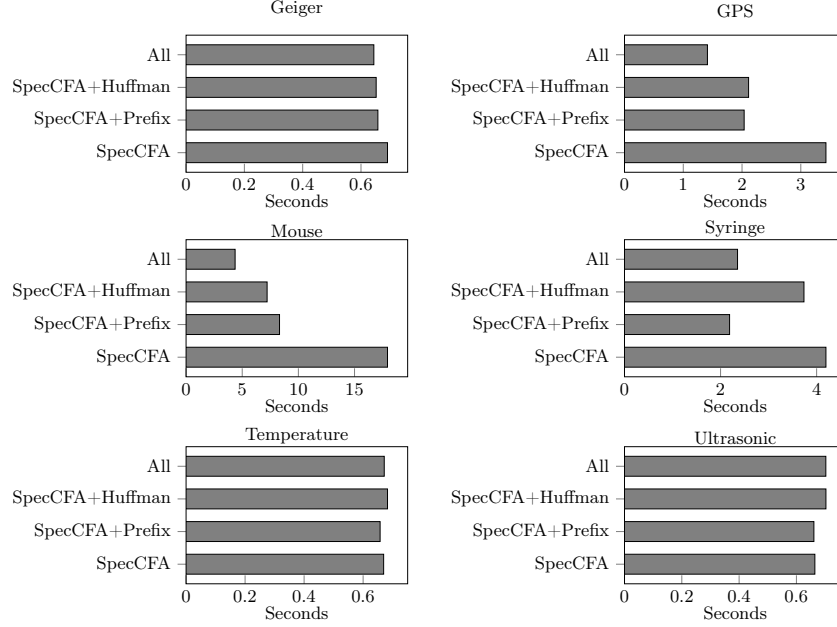 Geiger
All
SpecCFA+Huffman
SpecCFA+Prefix
SpecCFA
0 0.2 0.4 0.6
Seconds
GPS
All
SpecCFA+Huffman
SpecCFA+Prefix
SpecCFA
0 1 2 3
Seconds
Mouse
All
SpecCFA+Huffman
SpecCFA+Prefix
SpecCFA
0 5 10 15
Seconds
Syringe
All
SpecCFA+Huffman
SpecCFA+Prefix
SpecCFA
0 2 4
Seconds
Temperature
All
SpecCFA+Huffman
SpecCFA+Prefix
SpecCFA
0 0.2 0.4 0.6
Seconds
Ultrasonic
All
SpecCFA+Huffman
SpecCFA+Prefix
SpecCFA
0 0.2 0.4 0.6
Seconds